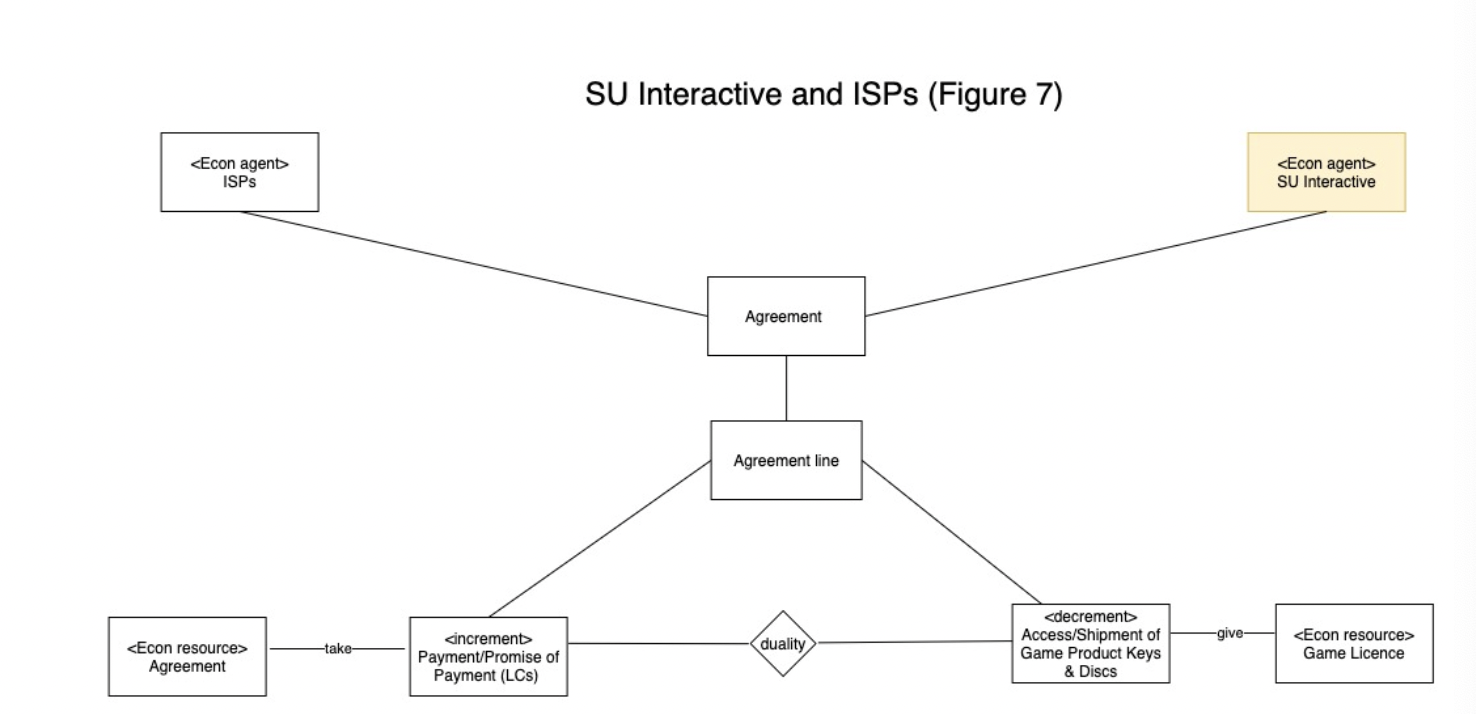 SU Interactive and ISPs (Figure 7)
<Econ agent>
ISPs
<Econ agent>
SU Interactive
Agreement
Agreement line
<Econ resource>
Agreement
take
<increment>
Payment/Promise of
Payment (LCs)
duality
<decrement>
Access/Shipment of
Game Product Keys
& Discs
give
<Econ resource>
Game Licence